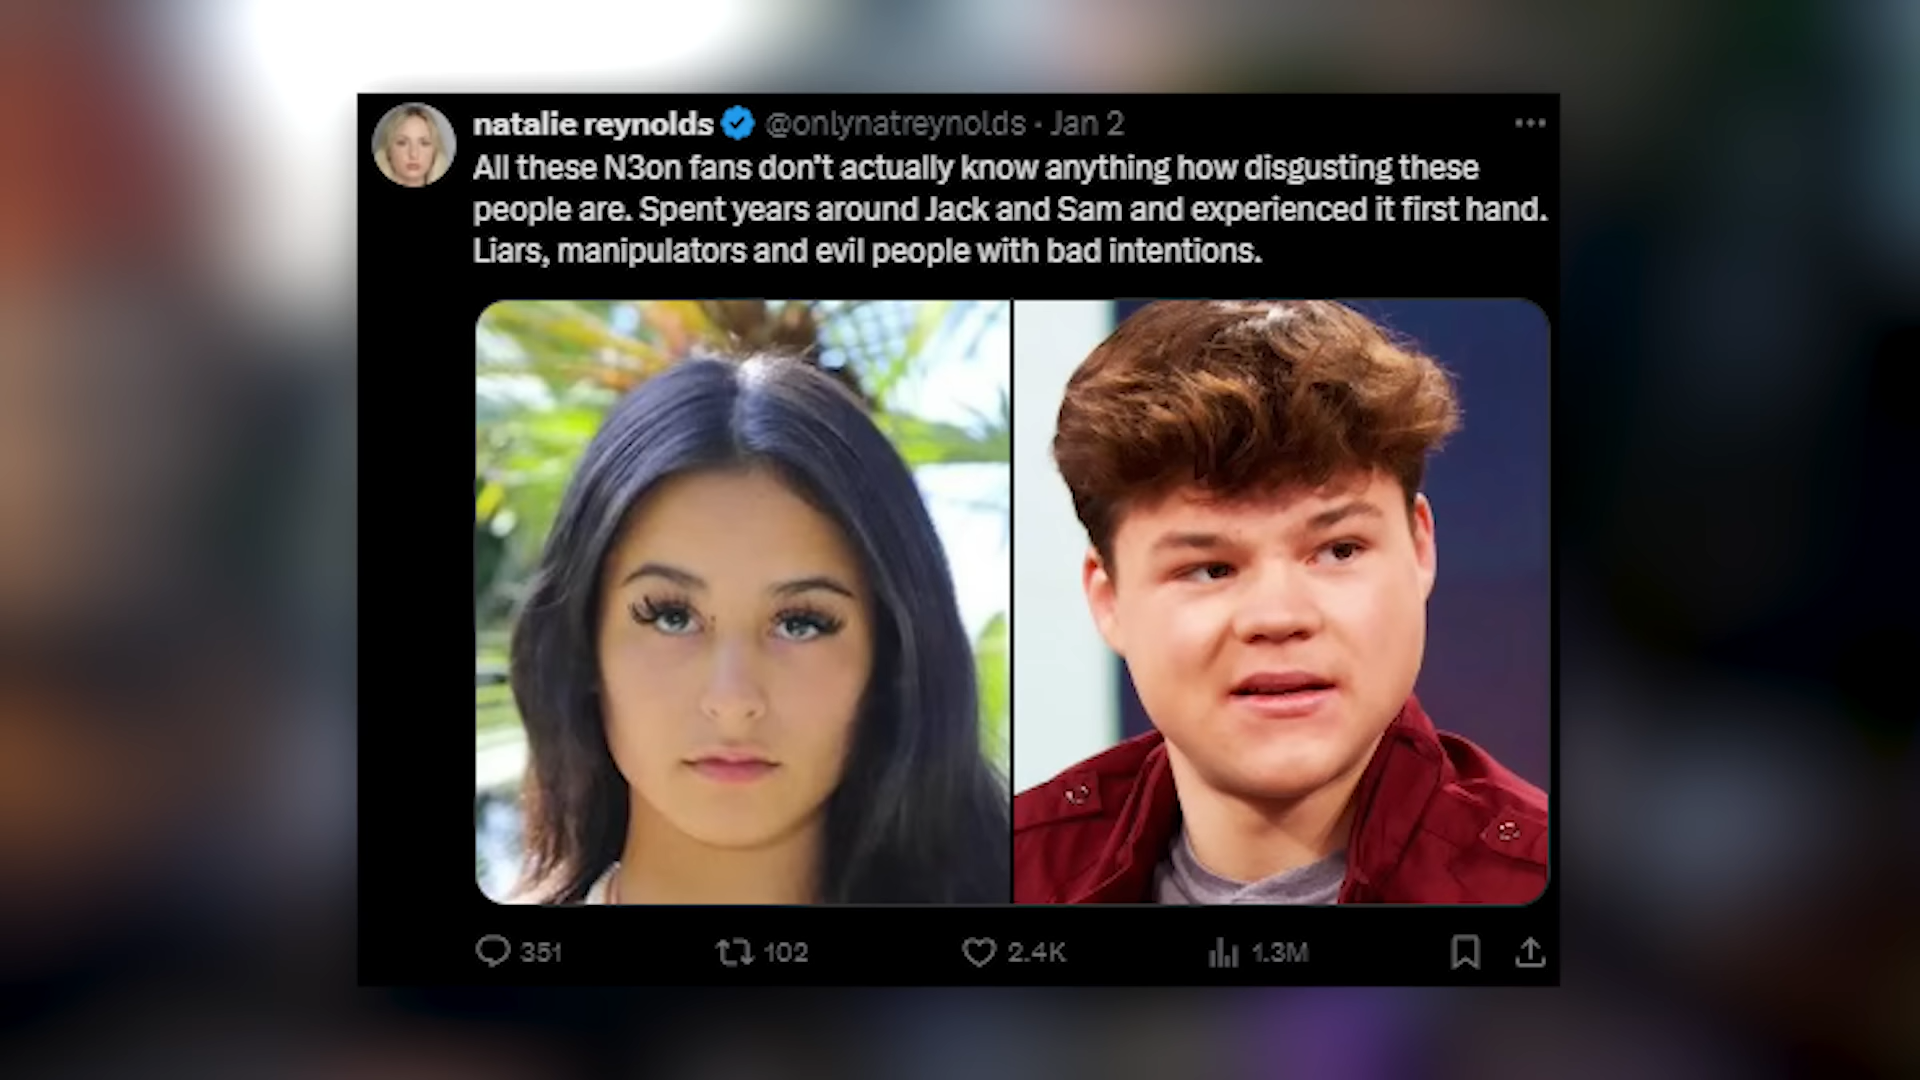 natalie reynolds @onlynatreynolds · Jan 2
All these N3on fans don't actually know anything how disgusting these
people are. Spent years around Jack and Sam and experienced it first hand.
Liars, manipulators and evil people with bad intentions.
351 102 2.4K 1.3M